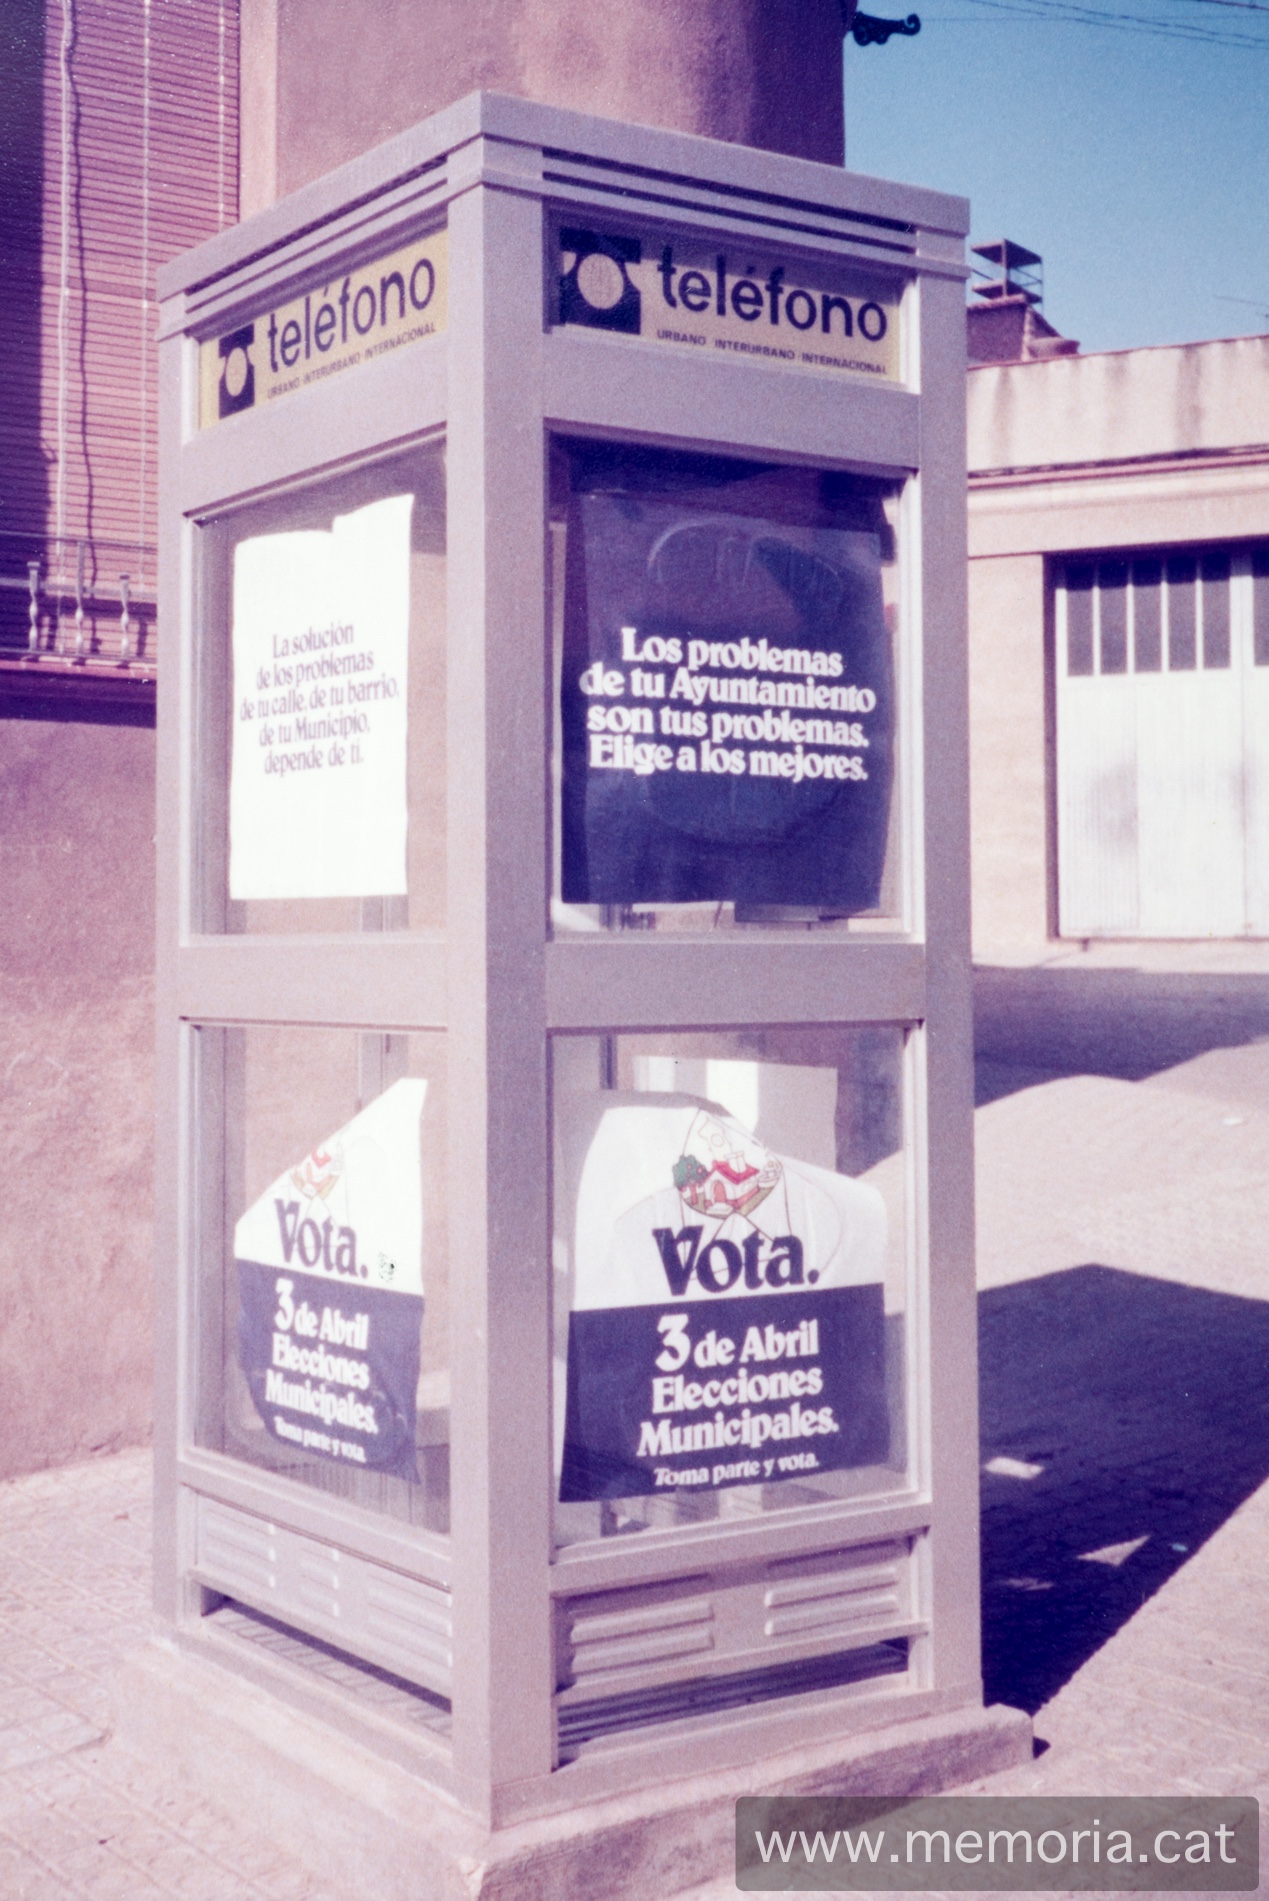 teléfono
URBANO · INTERURBANO · INTERNACIONAL
teléfono
URBANO · INTERURBANO · INTERNACIONAL
La solución
de los problemas
de tu calle, de tu barrio,
de tu Municipio,
depende de ti.
Los problemas
de tu Ayuntamiento
son tus problemas.
Elige a los mejores.
Vota.
3 de Abril
Elecciones
Municipales.
Toma parte y vota.
Vota.
3 de Abril
Elecciones
Municipales.
Toma parte y vota.
www.memoria.cat